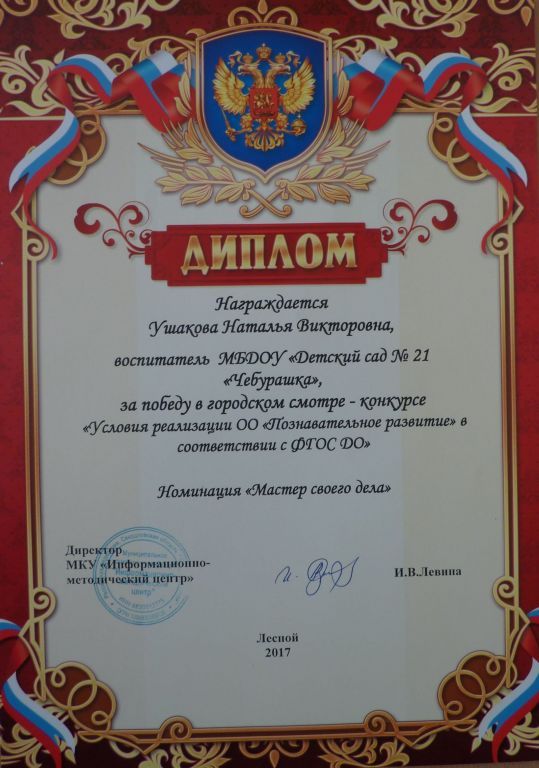 ДИПЛОМ
Награждается
Ушакова Наталья Викторовна,
воспитатель МБДОУ «Детский сад № 21
«Чебурашка»,
за победу в городском смотре - конкурсе
«Условия реализации ОО «Познавательное развитие» в
соответствии с ФГОС ДО»
Номинация «Мастер своего дела»
Директор
МКУ «Информационно-
методический центр»
И.В.Левина
Лесной
2017